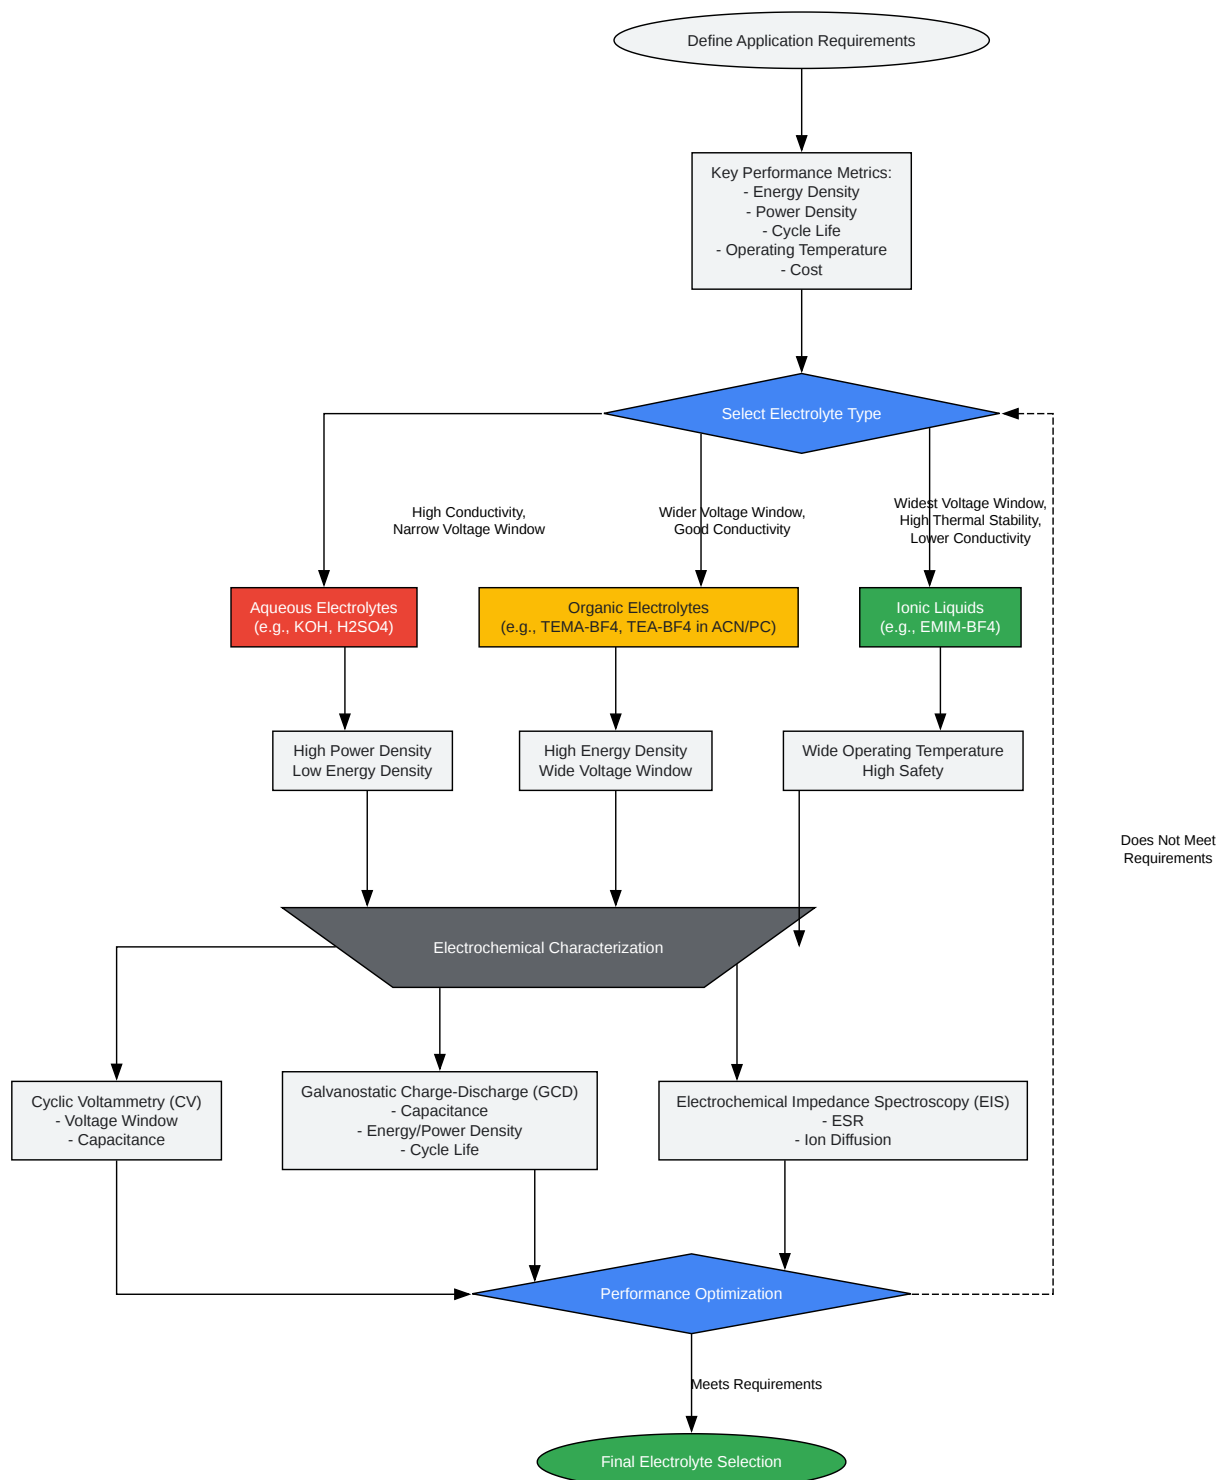 Define Application Requirements
Key Performance Metrics:
- Energy Density
- Power Density
- Cycle Life
- Operating Temperature
- Cost
Select Electrolyte Type
High Conductivity,
Narrow Voltage Window
Wider Voltage Window,
Good Conductivity
Widest Voltage Window,
High Thermal Stability,
Lower Conductivity
Aqueous Electrolytes
(e.g., KOH, H2SO4)
Organic Electrolytes
(e.g., TEMA-BF4, TEA-BF4 in ACN/PC)
Ionic Liquids
(e.g., EMIM-BF4)
High Power Density
Low Energy Density
High Energy Density
Wide Voltage Window
Wide Operating Temperature
High Safety
Does Not Meet
Requirements
Electrochemical Characterization
Cyclic Voltammetry (CV)
- Voltage Window
- Capacitance
Galvanostatic Charge-Discharge (GCD)
- Capacitance
- Energy/Power Density
- Cycle Life
Electrochemical Impedance Spectroscopy (EIS)
- ESR
- Ion Diffusion
Performance Optimization
Meets Requirements
Final Electrolyte Selection